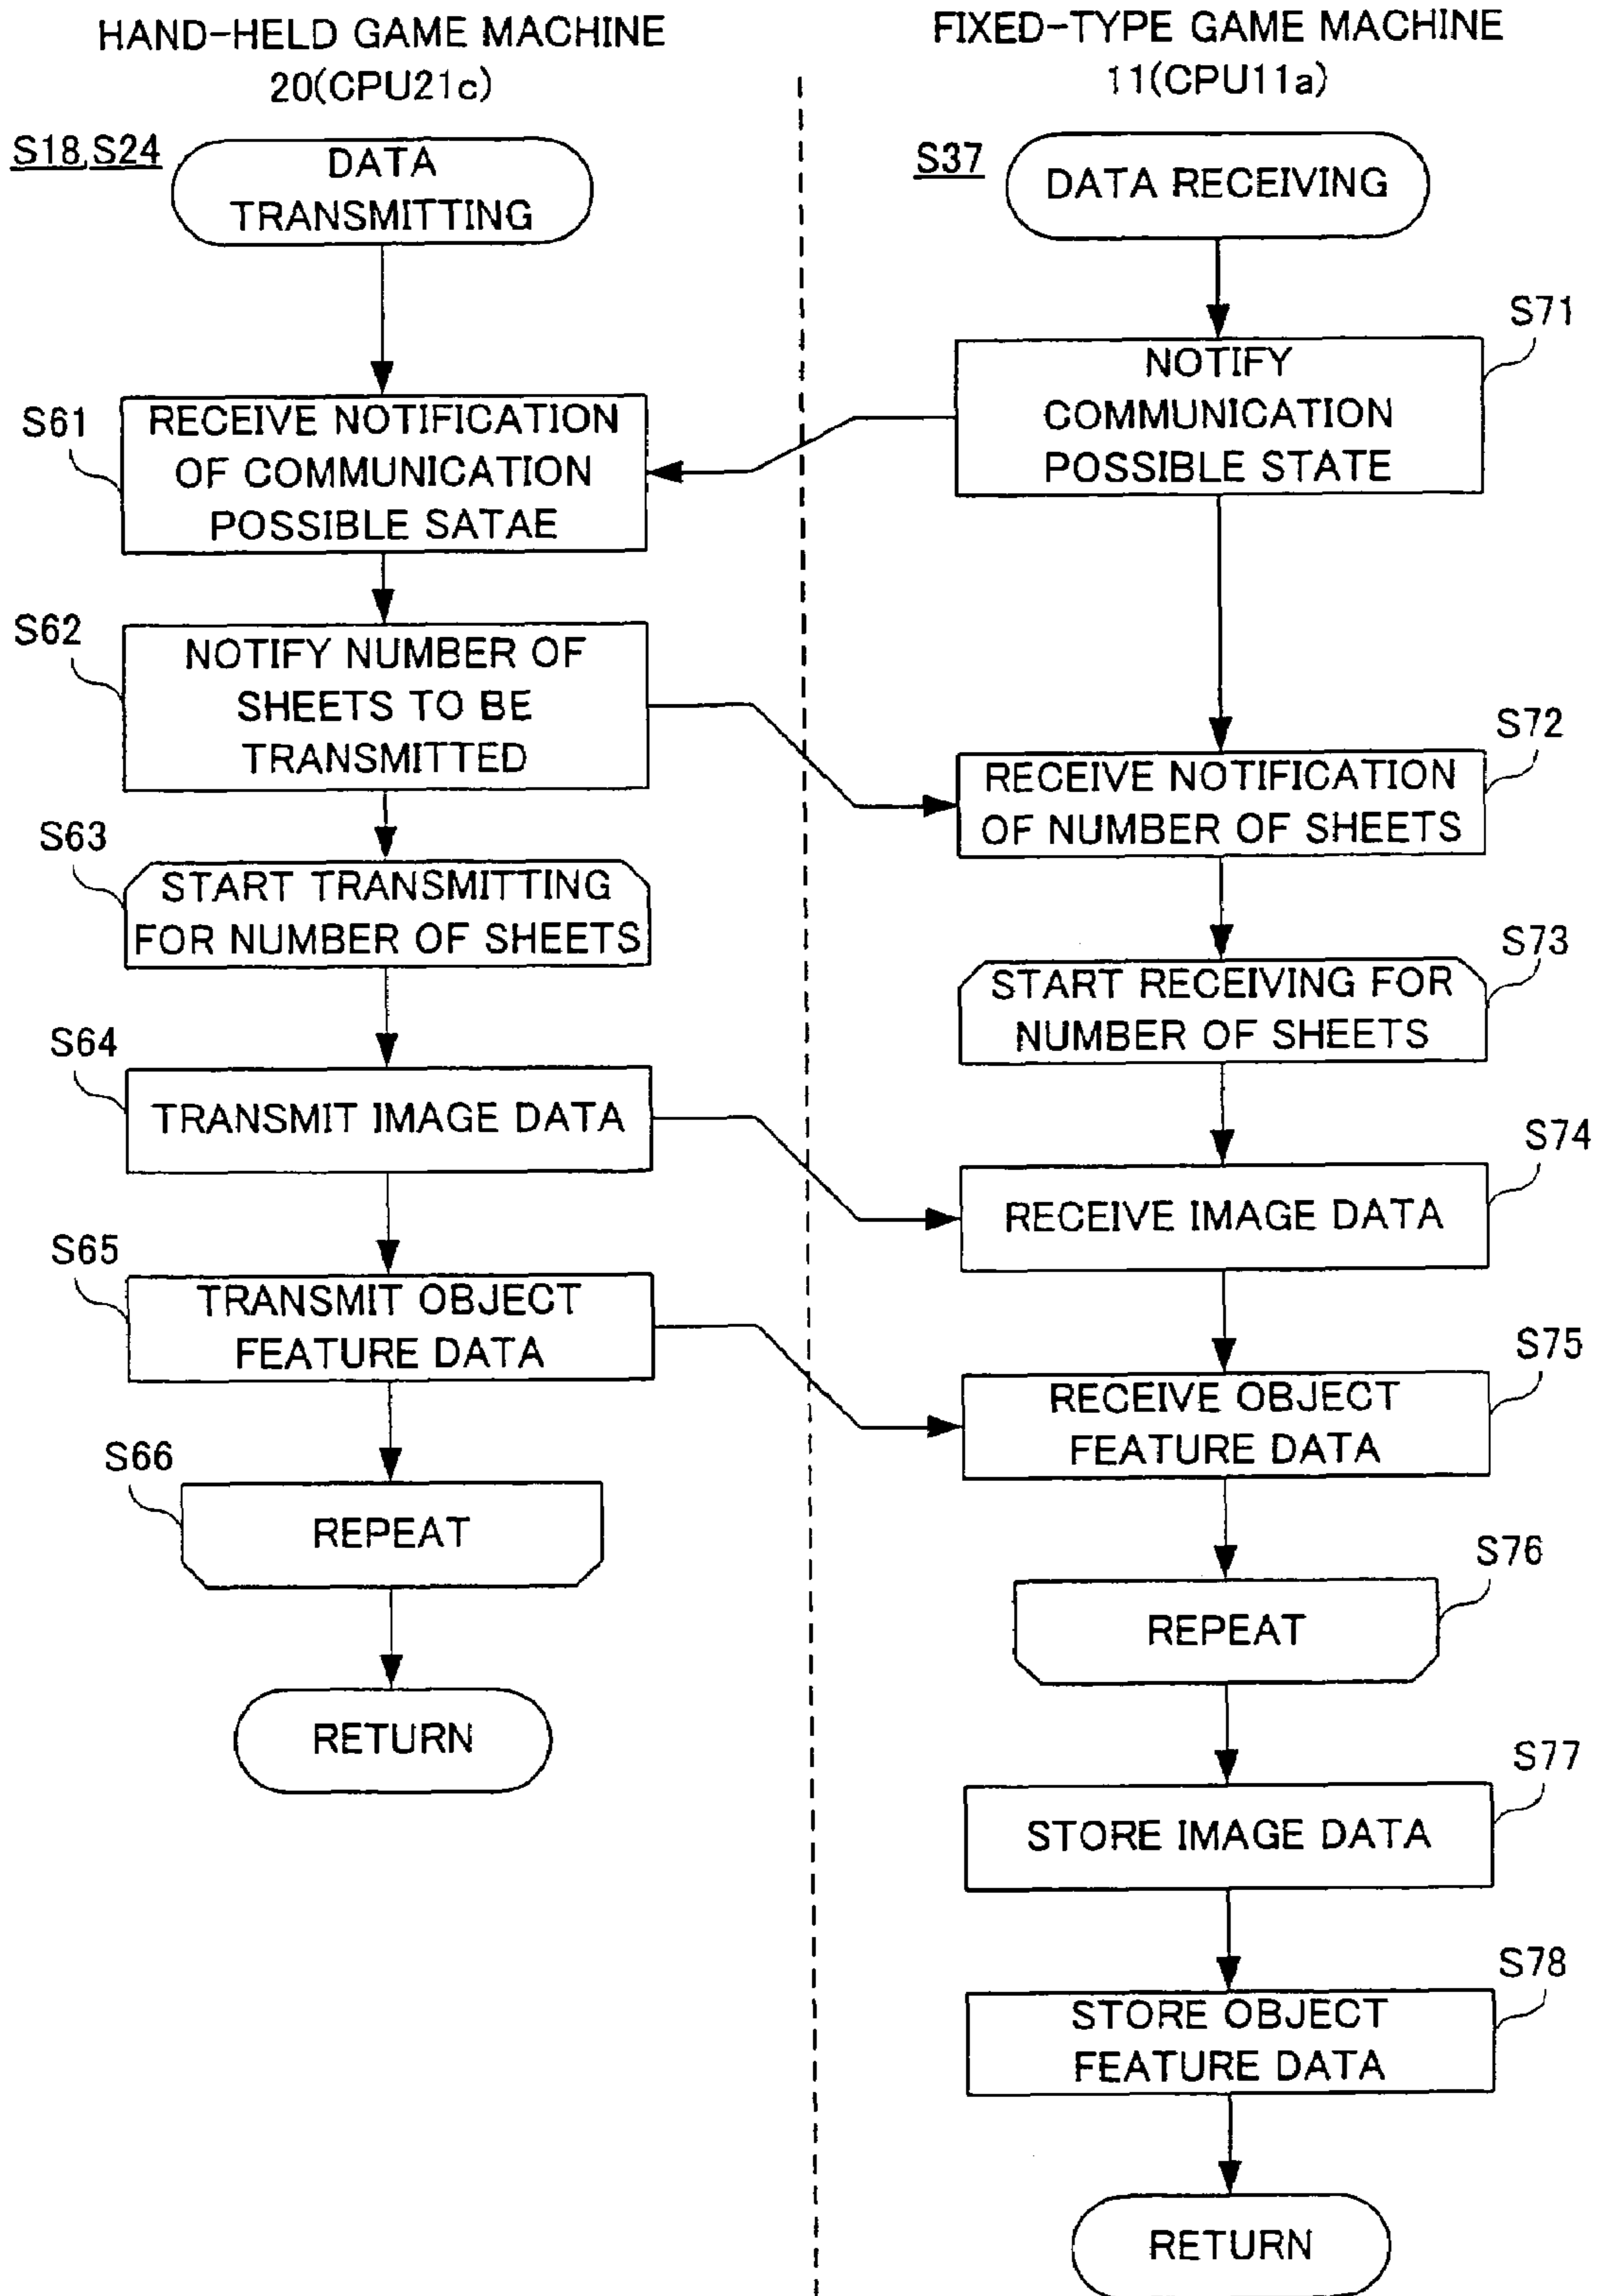 HAND-HELD GAME MACHINE
20(CPU21c)
S18,S24
DATA
TRANSMITTING
S61
RECEIVE NOTIFICATION
OF COMMUNICATION
POSSIBLE SATAE
S62
NOTIFY NUMBER OF
SHEETS TO BE
TRANSMITTED
S63
START TRANSMITTING
FOR NUMBER OF SHEETS
S64
TRANSMIT IMAGE DATA
S65
TRANSMIT OBJECT
FEATURE DATA
S66
REPEAT
RETURN
FIXED-TYPE GAME MACHINE
11(CPU11a)
S37
DATA RECEIVING
S71
NOTIFY
COMMUNICATION
POSSIBLE STATE
S72
RECEIVE NOTIFICATION
OF NUMBER OF SHEETS
S73
START RECEIVING FOR
NUMBER OF SHEETS
S74
RECEIVE IMAGE DATA
S75
RECEIVE OBJECT
FEATURE DATA
S76
REPEAT
S77
STORE IMAGE DATA
S78
STORE OBJECT
FEATURE DATA
RETURN